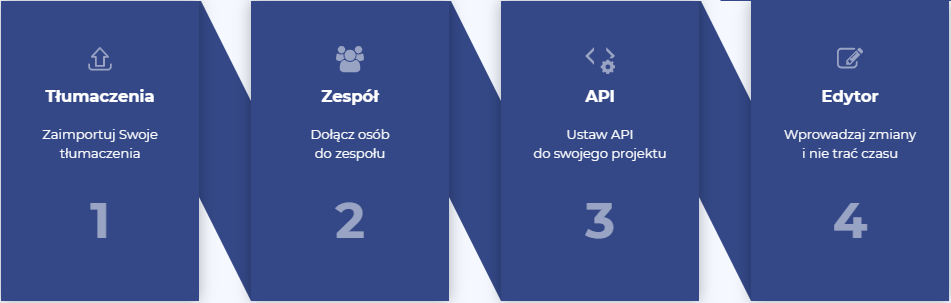 Tłumaczenia
Zaimportuj Swoje
tłumaczenia
1
Zespół
Dołącz osób
do zespołu
2
API
Ustaw API
do swojego projektu
3
Edytor
Wprowadzaj zmiany
i nie trać czasu
4